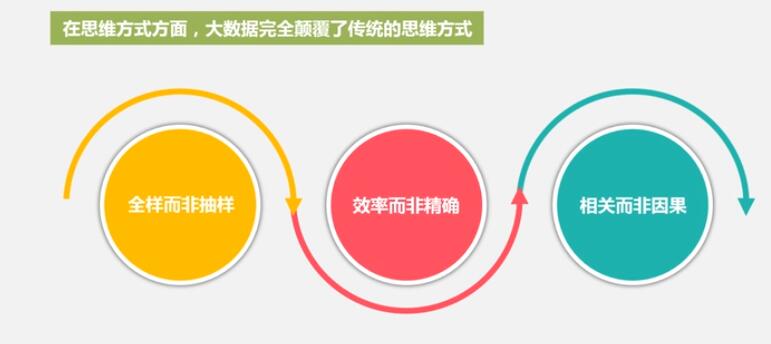 在思维方式方面，大数据完全颠覆了传统的思维方式
全样而非抽样
效率而非精确
相关而非因果